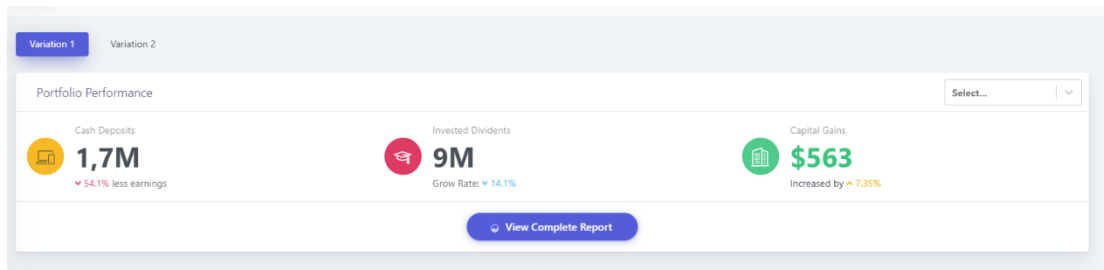 Variation 1
Variation 2
Portfolio Performance
Select...
Cash Deposits
1,7M
54.1% less earnings
Invested Dividents
9M
Grow Rate: 14.1%
Capital Gains
$563
Increased by 7.35%
View Complete Report